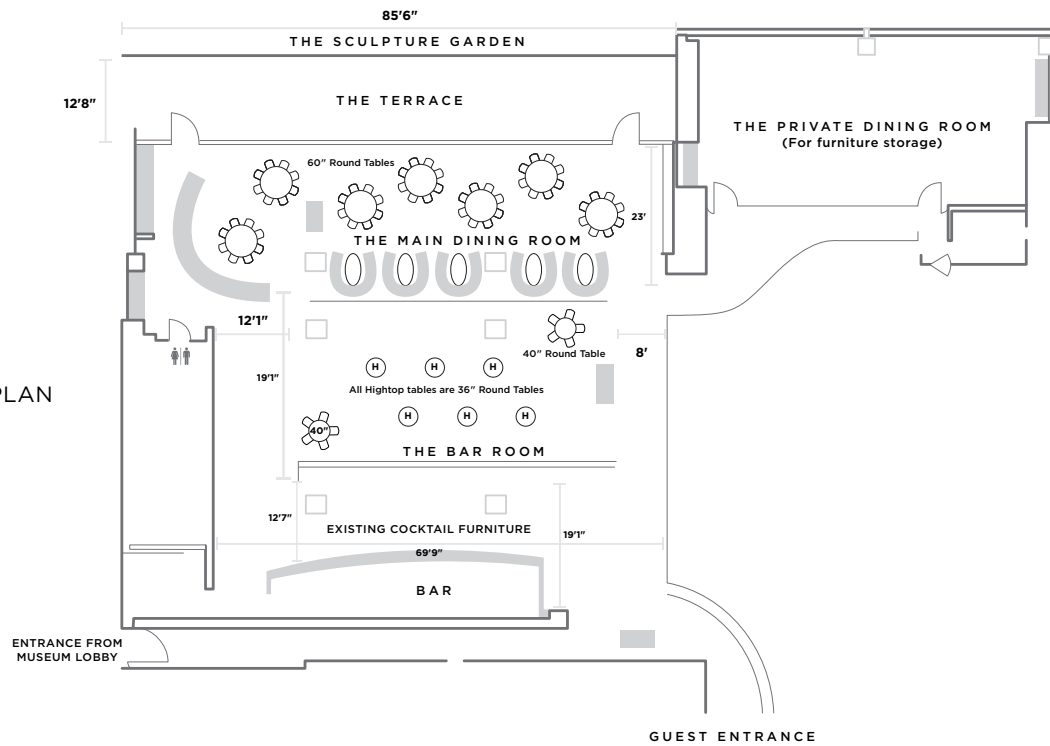 85'6"
THE SCULPTURE GARDEN
12'8"
THE TERRACE
THE PRIVATE DINING ROOM
(For furniture storage)
60" Round Tables
23'
THE MAIN DINING ROOM
12'1"
40" Round Table
8'
19'1"
H
H
H
All Hightop tables are 36" Round Tables
PLAN
H
H
H
40"
THE BAR ROOM
12'7"
EXISTING COCKTAIL FURNITURE
19'1"
69'9"
BAR
ENTRANCE FROM
MUSEUM LOBBY
GUEST ENTRANCE